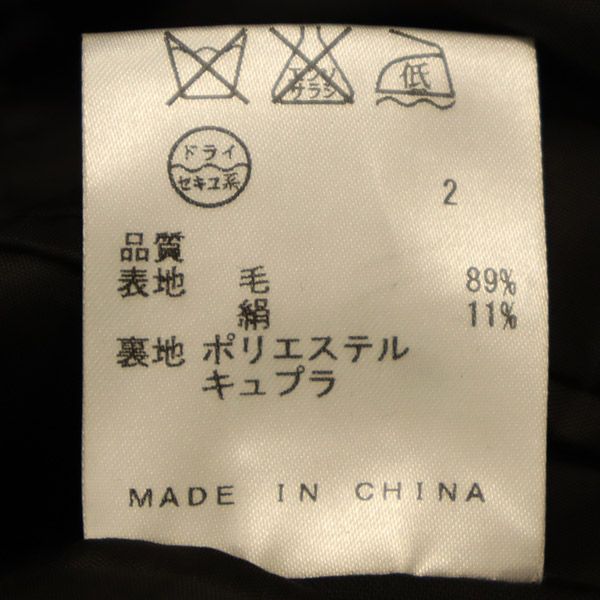 エンソ 低
サラシ
ドライ
セキユ系
2
品質
表地 毛 89%
絹 11%
裏地 ポリエステル
キュプラ
MADE IN CHINA